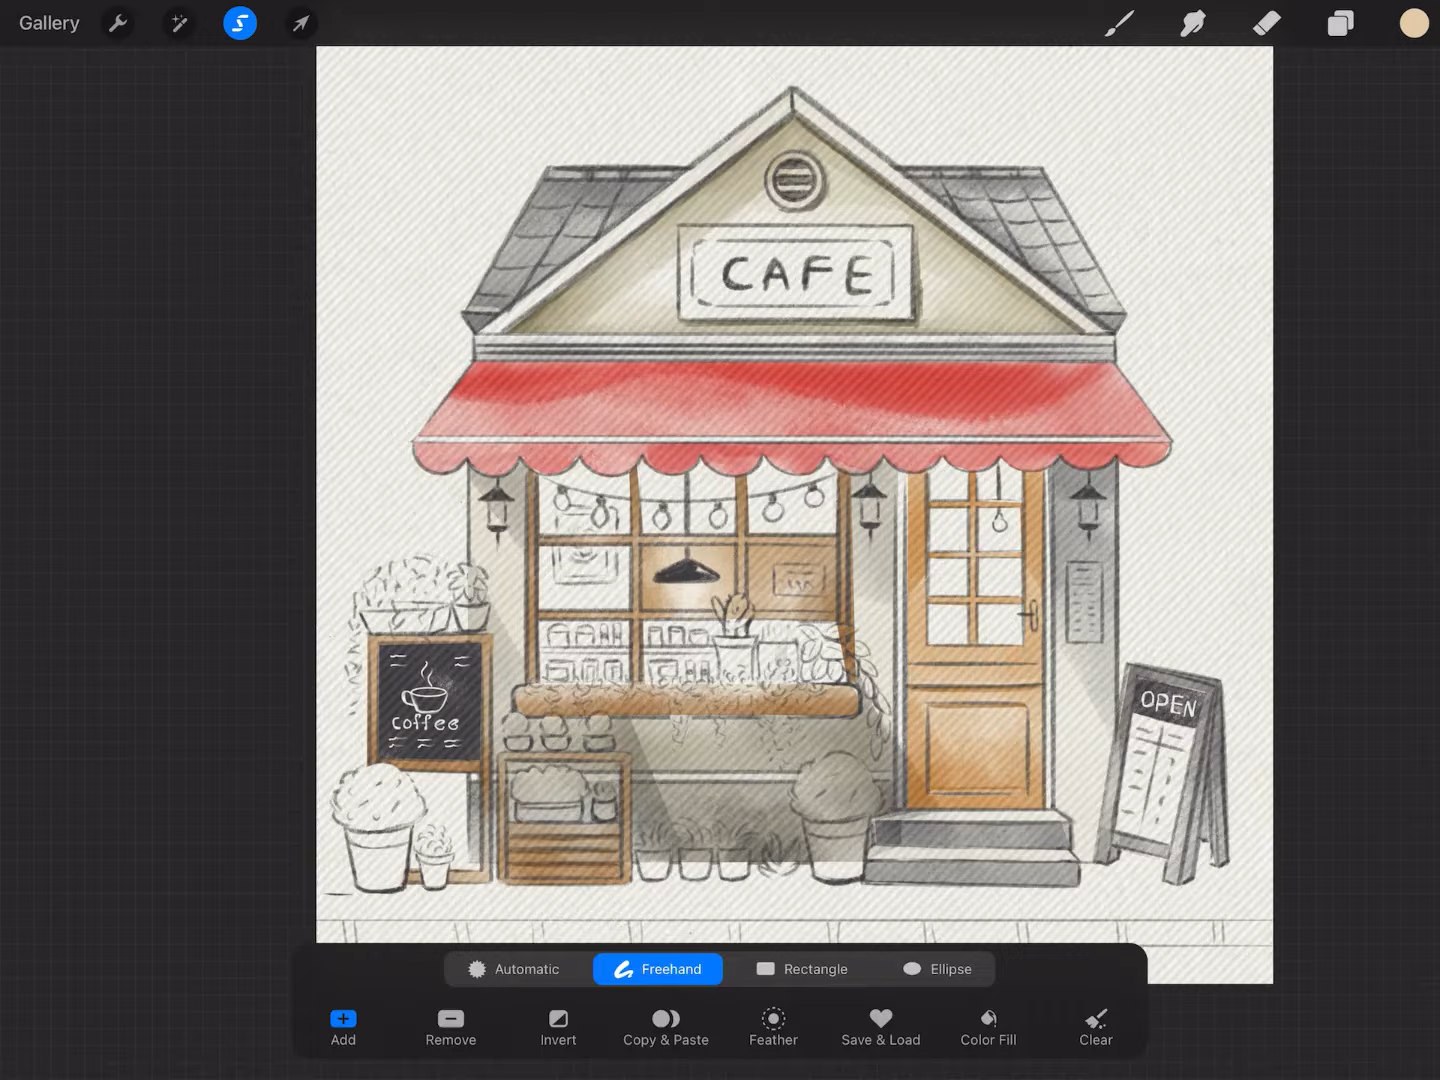 Gallery
CAFE
coffee
OPEN
Automatic
Freehand
Rectangle
Ellipse
Add
Remove
Invert
Copy & Paste
Feather
Save & Load
Color Fill
Clear